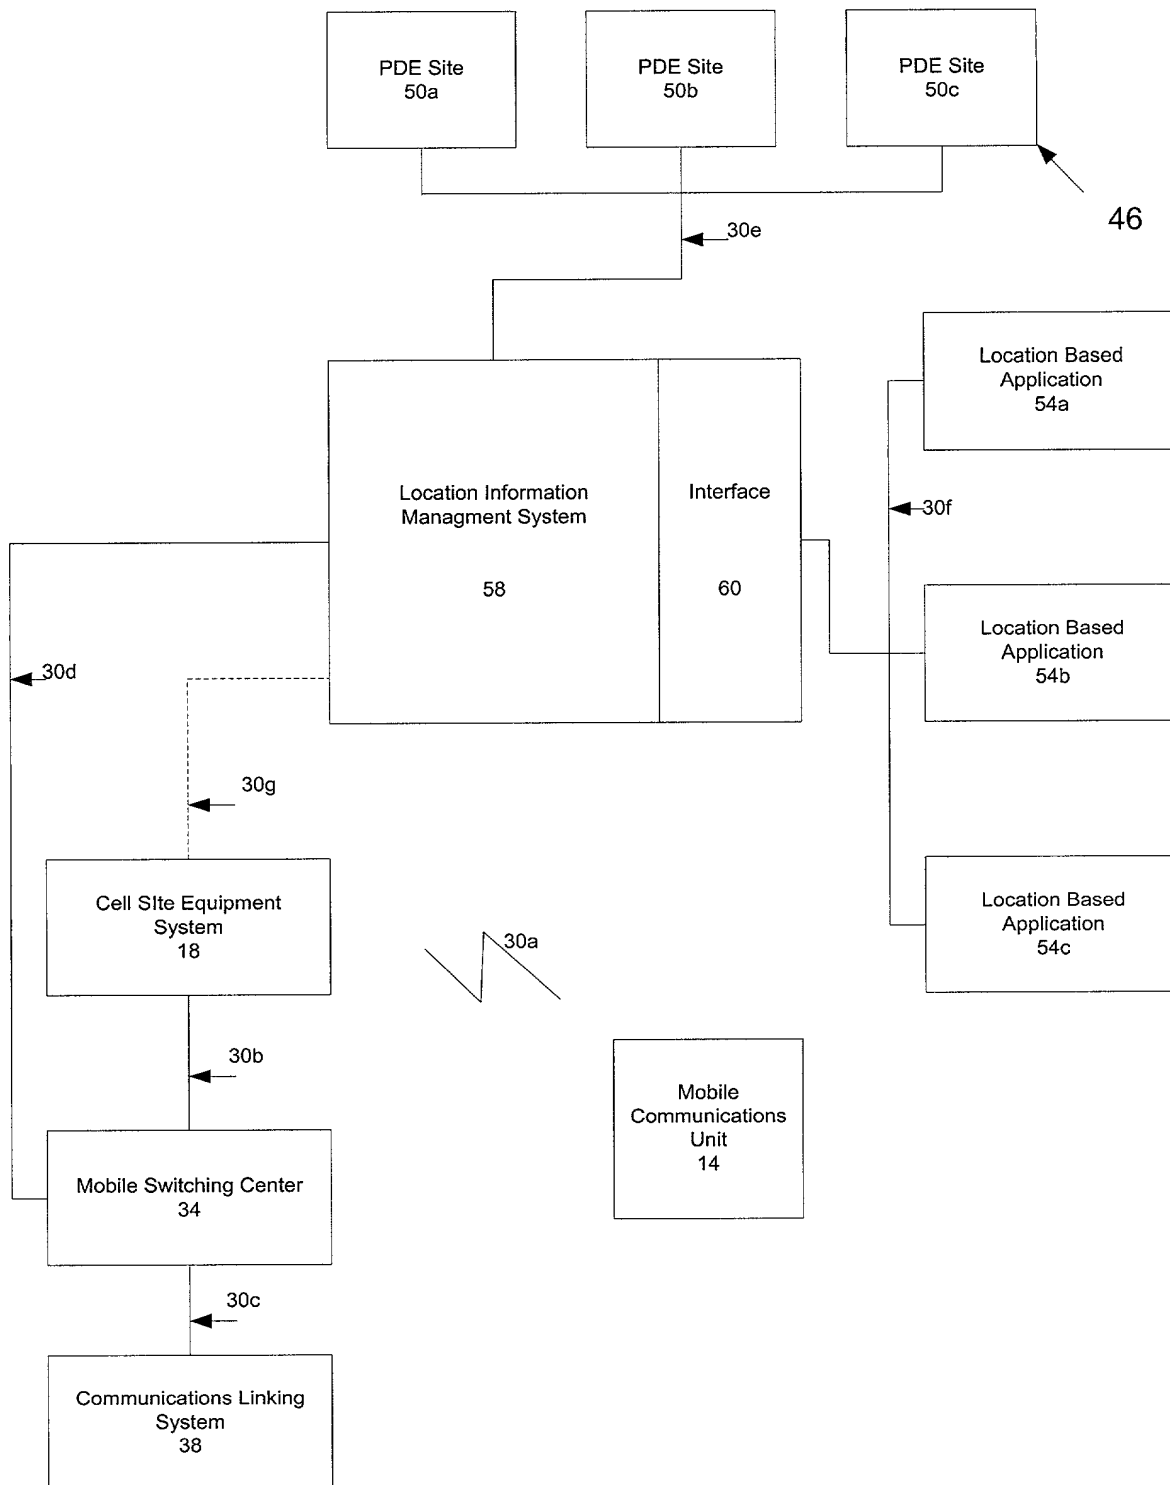 PDE Site
50a
PDE Site
50b
PDE Site
50c
46
30e
Location Based
Application
54a
Location Information
Managment System
58
Interface
60
30f
Location Based
Application
54b
30d
30g
Cell SIte Equipment
System
18
30a
Location Based
Application
54c
30b
Mobile
Communications
Unit
14
Mobile Switching Center
34
30c
Communications Linking
System
38